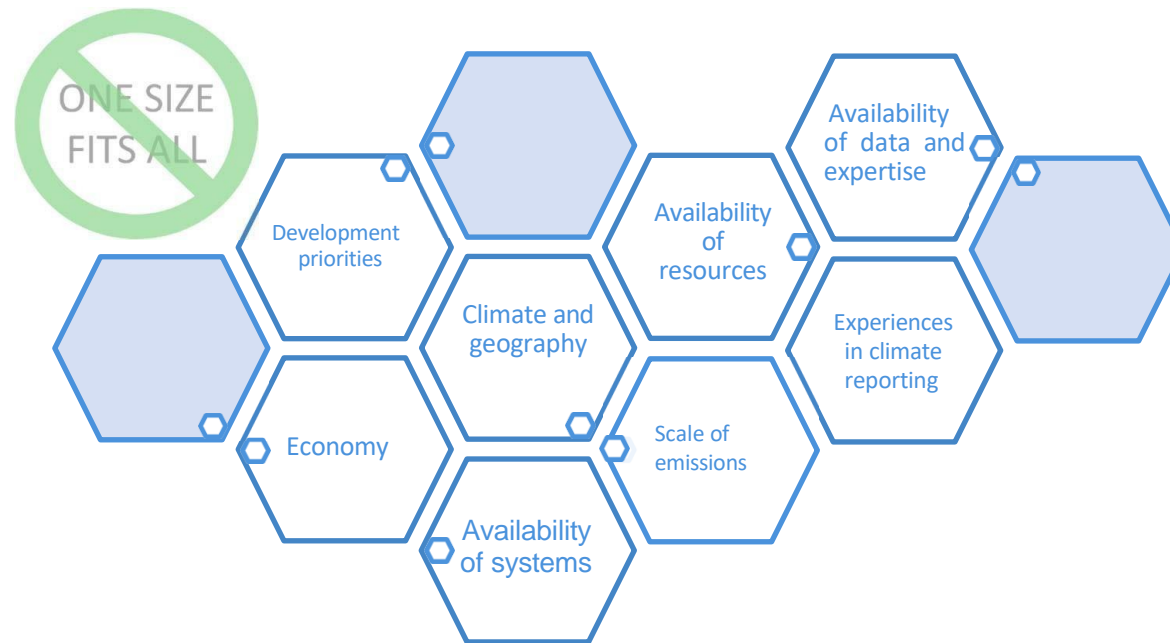 ONE SIZE
FITS ALL
Development
priorities
Climate and
geography
Economy
Availability
of systems
Availability
of
resources
Scale of
emissions
Availability
of data and
expertise
Experiences
in climate
reporting